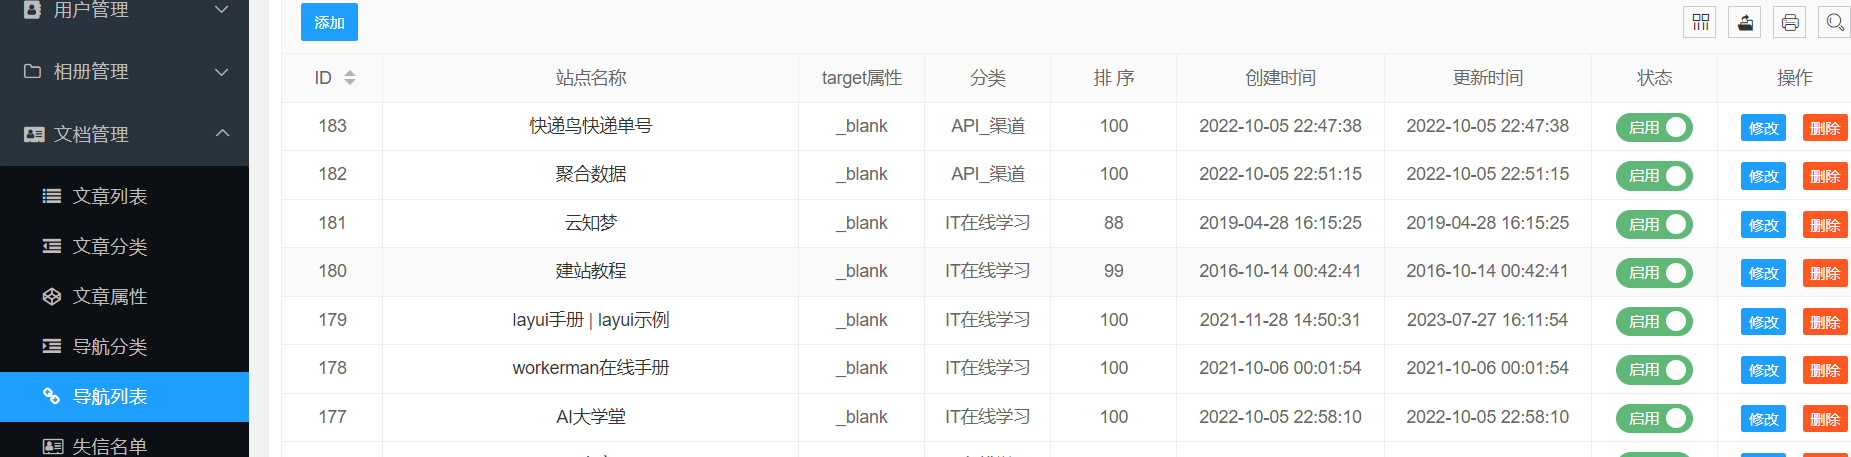 用户管理
相册管理
文档管理
文章列表
文章分类
文章属性
导航分类
导航列表
失信名单
添加
ID 站点名称 target属性 分类 排 序 创建时间 更新时间 状态 操作
183 快递鸟快递单号 _blank API_渠道 100 2022-10-05 22:47:38 2022-10-05 22:47:38 启用 修改 删除
182 聚合数据 _blank API_渠道 100 2022-10-05 22:51:15 2022-10-05 22:51:15 启用 修改 删除
181 云知梦 _blank IT在线学习 88 2019-04-28 16:15:25 2019-04-28 16:15:25 启用 修改 删除
180 建站教程 _blank IT在线学习 99 2016-10-14 00:42:41 2016-10-14 00:42:41 启用 修改 删除
179 layui手册 | layui示例 _blank IT在线学习 100 2021-11-28 14:50:31 2023-07-27 16:11:54 启用 修改 删除
178 workerman在线手册 _blank IT在线学习 100 2021-10-06 00:01:54 2021-10-06 00:01:54 启用 修改 删除
177 AI大学堂 _blank IT在线学习 100 2022-10-05 22:58:10 2022-10-05 22:58:10 启用 修改 删除